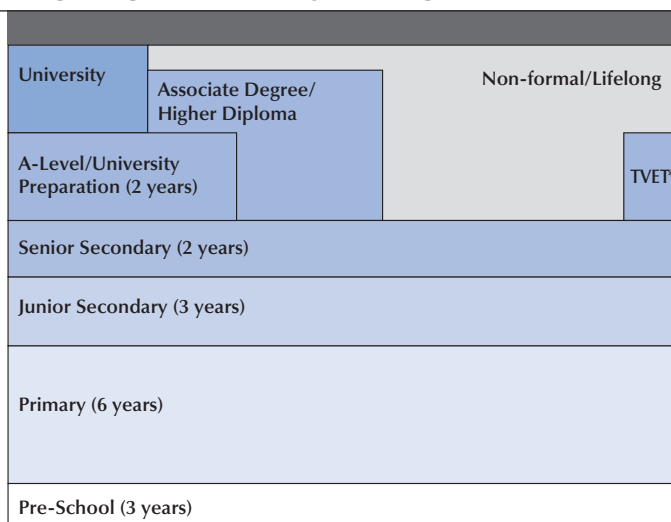 University
Associate Degree/
Higher Diploma
Non-formal/Lifelong
A-Level/University
Preparation (2 years)
TVET
Senior Secondary (2 years)
Junior Secondary (3 years)
Primary (6 years)
Pre-School (3 years)